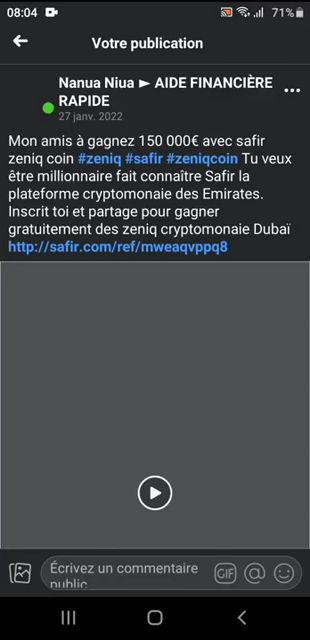 08:04 71%
Votre publication
Nanua Niua ► AIDE FINANCIÈRE
RAPIDE
27 janv. 2022
Mon amis à gagnez 150 000€ avec safir
zeniq coin #zeniq #safir #zeniqcoin Tu veux
être millionnaire fait connaître Safir la
plateforme cryptomonaie des Emirates.
Inscrit toi et partage pour gagner
gratuitement des zeniq cryptomonaie Dubaï
http://safir.com/ref/mweaqvppq8
Écrivez un commentaire
public
GIF